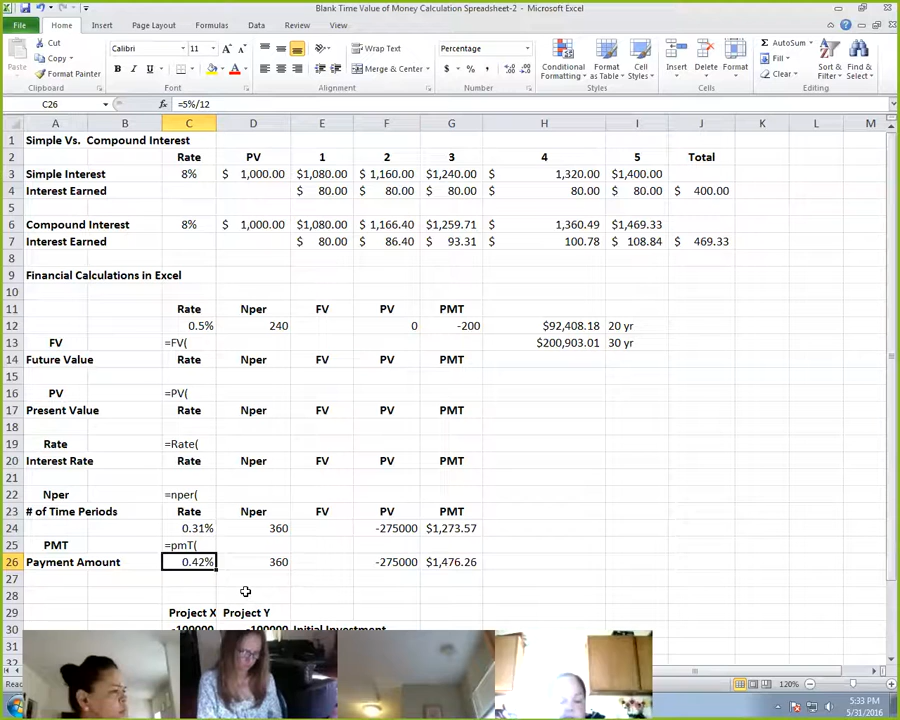 Blank Time Value of Money Calculation Spreadsheet-2 - Microsoft Excel
File Home Insert Page Layout Formulas Data Review View
Cut Calibri 11 Wrap Text Percentage AutoSum
Copy Fill
Paste Format Painter B I U Merge & Center $ % , Conditional Formatting Format as Table Cell Styles Insert Delete Format Clear Sort & Filter Find & Select
Clipboard Font Alignment Number Styles Cells Editing
C26 fx =5%/12
A B C D E F G H I J K L M
1 Simple Vs. Compound Interest
2 Rate PV 1 2 3 4 5 Total
3 Simple Interest 8% $ 1,000.00 $1,080.00 $ 1,160.00 $1,240.00 $ 1,320.00 $1,400.00
4 Interest Earned $ 80.00 $ 80.00 $ 80.00 $ 80.00 $ 80.00 $ 400.00
5
6 Compound Interest 8% $ 1,000.00 $1,080.00 $ 1,166.40 $1,259.71 $ 1,360.49 $1,469.33
7 Interest Earned $ 80.00 $ 86.40 $ 93.31 $ 100.78 $ 108.84 $ 469.33
8
9 Financial Calculations in Excel
10
11 Rate Nper FV PV PMT
12 0.5% 240 0 -200 $92,408.18 20 yr
13 FV =FV( $200,903.01 30 yr
14 Future Value Rate Nper FV PV PMT
15
16 PV =PV(
17 Present Value Rate Nper FV PV PMT
18
19 Rate =Rate(
20 Interest Rate Rate Nper FV PV PMT
21
22 Nper =nper(
23 # of Time Periods Rate Nper FV PV PMT
24 0.31% 360 -275000 $1,273.57
25 PMT =pmT(
26 Payment Amount 0.42% 360 -275000 $1,476.26
27
28
29 Project X Project Y
30 -100000 -100000 Initial Investment
31
32
120%
5:33 PM
5/31/2016